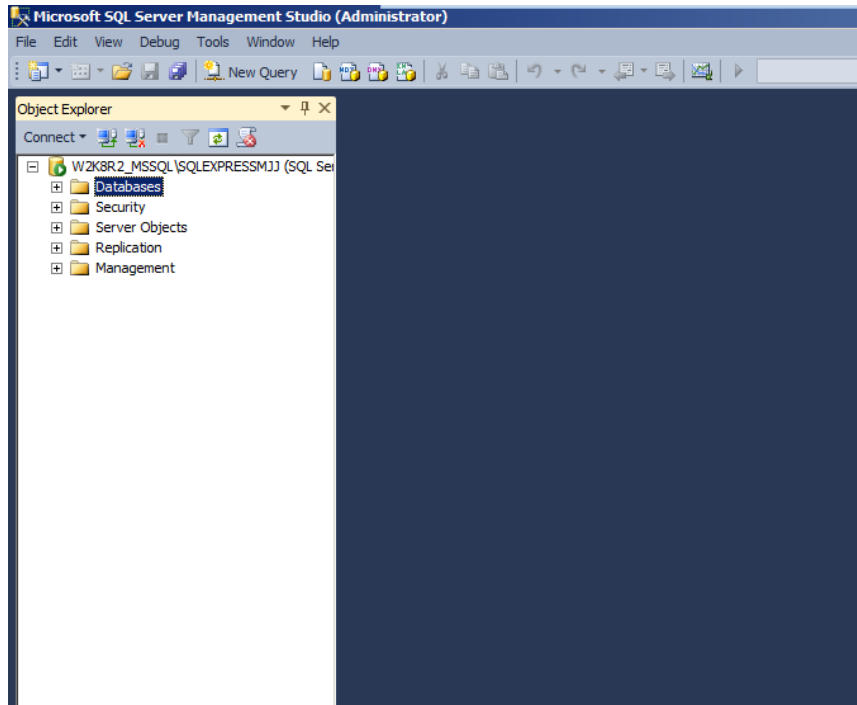 Microsoft SQL Server Management Studio (Administrator)
File Edit View Debug Tools Window Help
New Query
Object Explorer
Connect
W2K8R2_MSSQL\SQLEXPRESSMJJ (SQL Ser
Databases
Security
Server Objects
Replication
Management